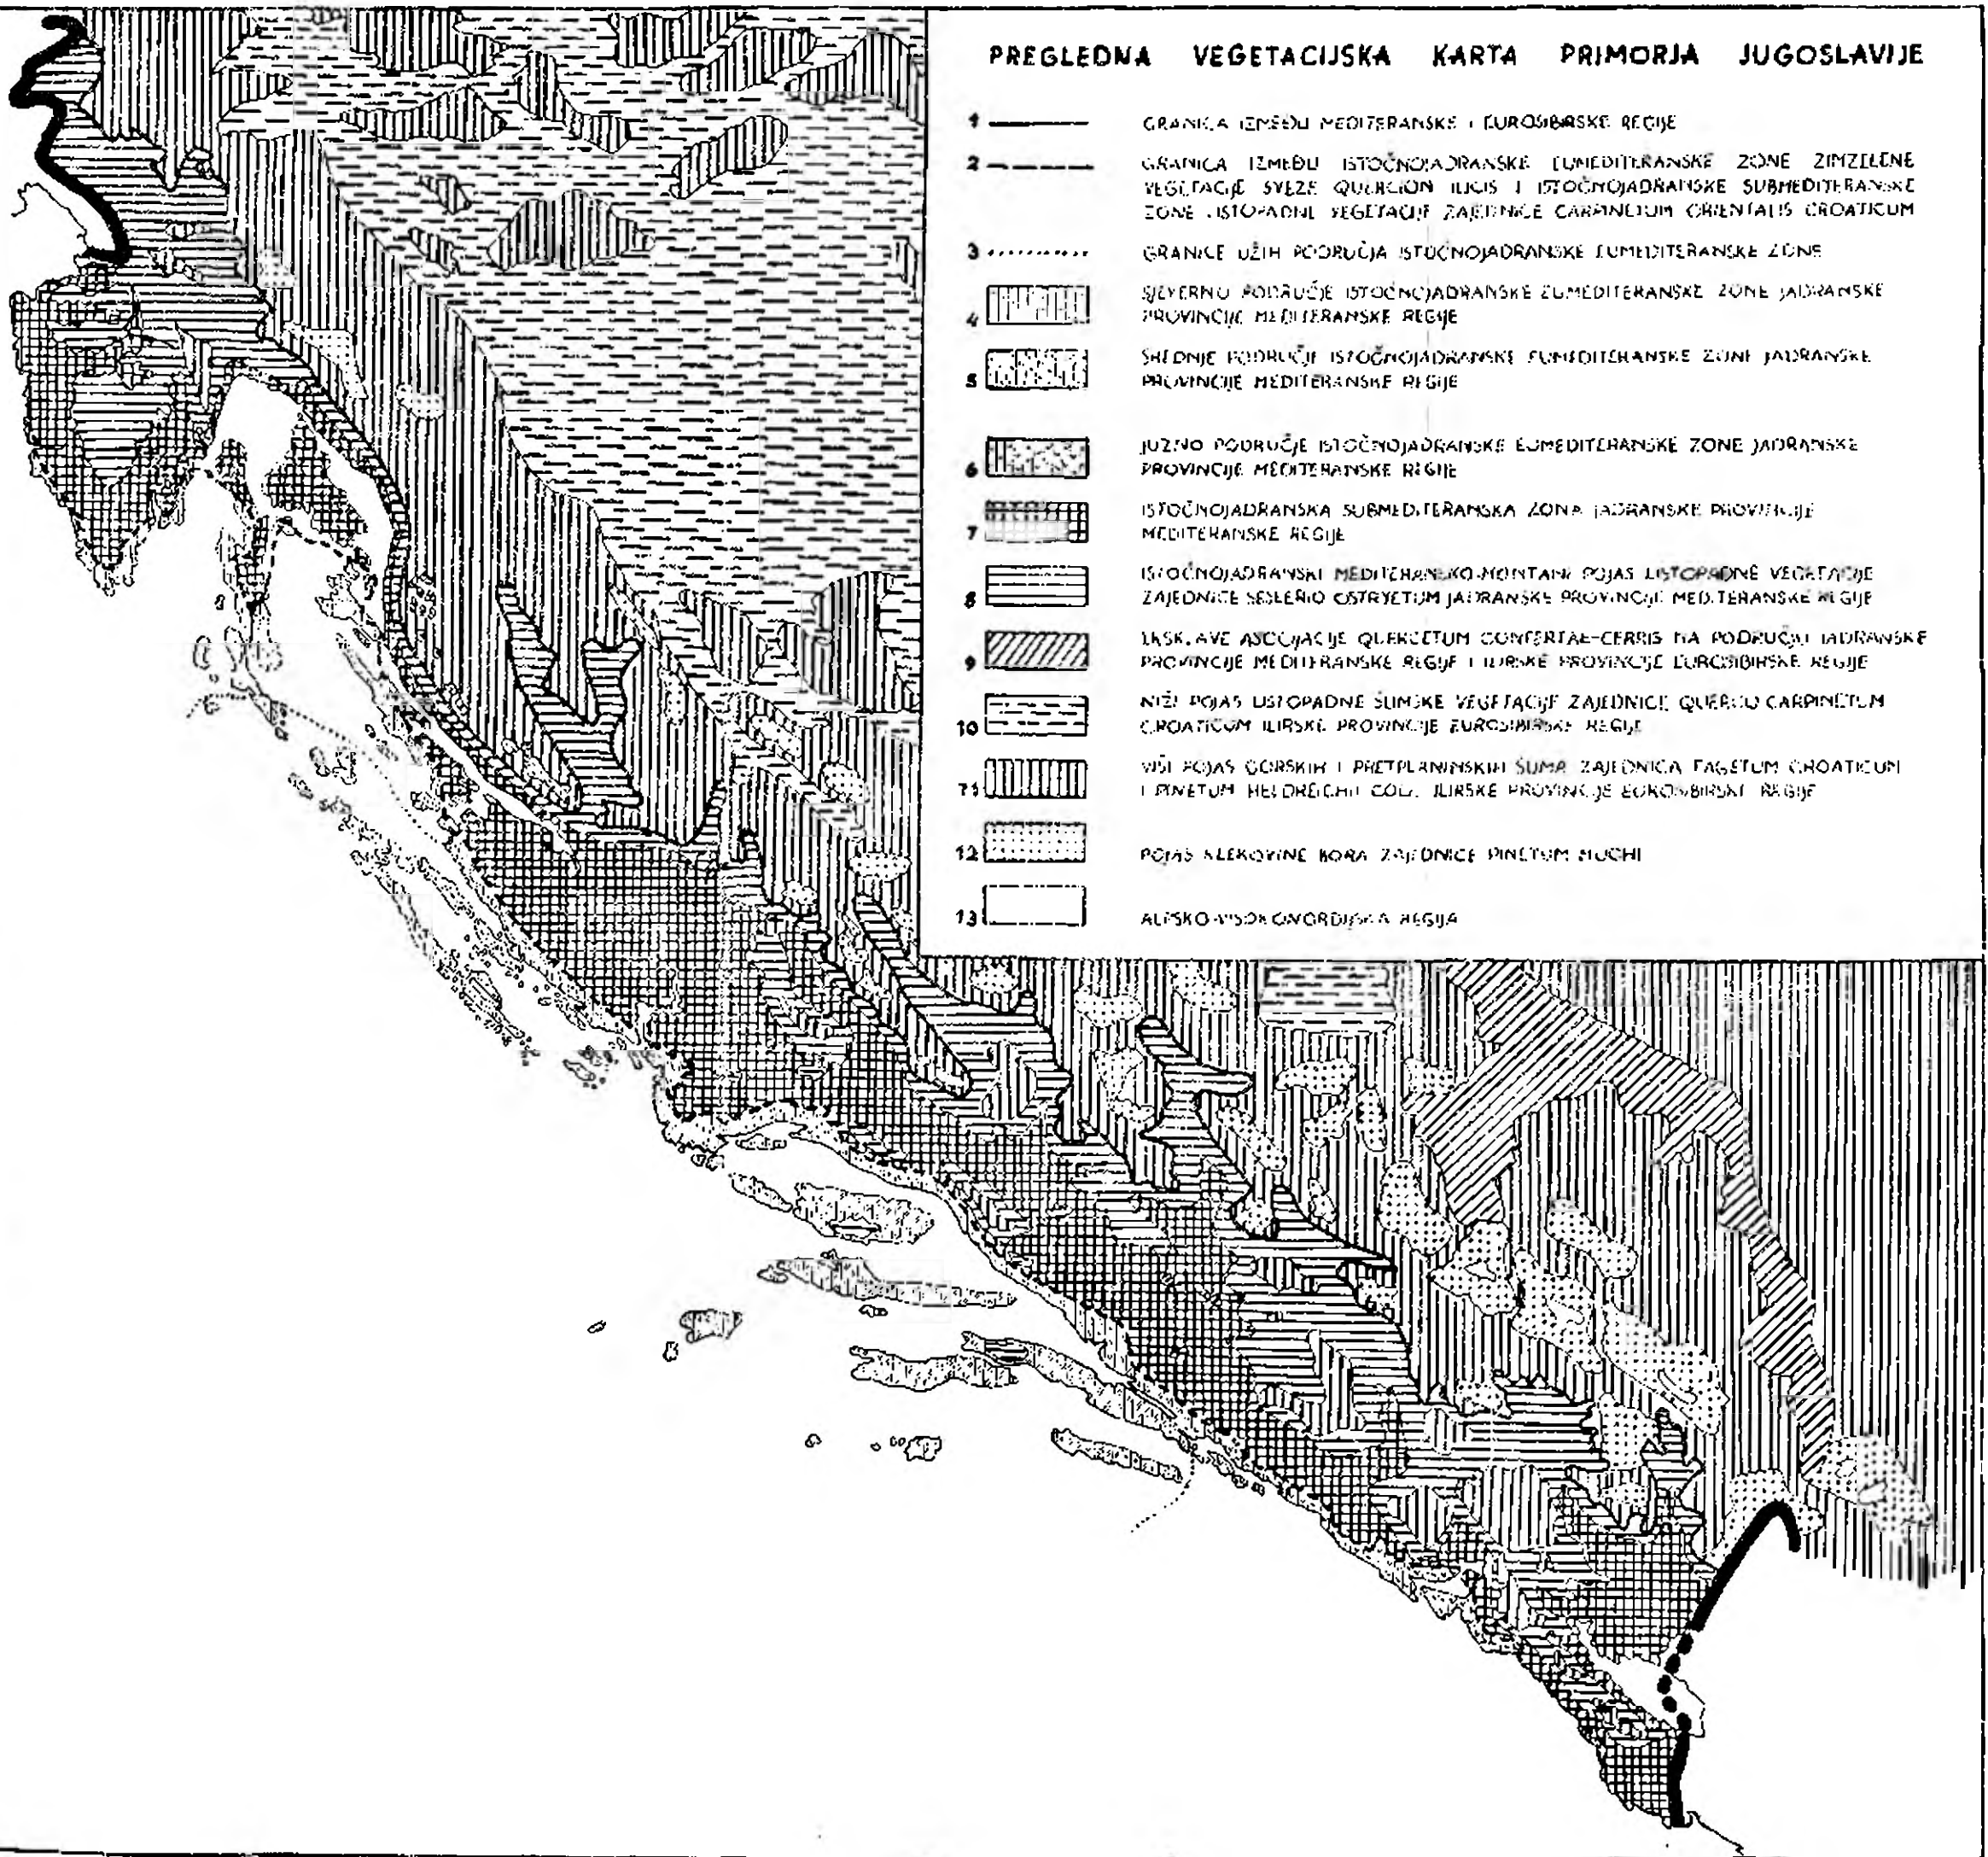 PREGLEDNA VEGETACIJSKA KARTA PRIMORJA JUGOSLAVIJE
1 GRANICA IZMEĐU MEDITERANSKE I EUROSIBIRSKE REGIJE
2 GRANICA IZMEĐU ISTOČNOJADRANSKE EUMEDITERANSKE ZONE ZIMZELENE
VEGETACIJE SVEZE QUERCION ILICIS I ISTOČNOJADRANSKE SUBMEDITERANSKE
ZONE LISTOPADNE VEGETACIJE ZAJEDNICE CARPINETUM ORIENTALIS CROATICUM
3 GRANICE UŽIH PODRUČJA ISTOČNOJADRANSKE EUMEDITERANSKE ZONE
4 SJEVERNO PODRUČJE ISTOČNOJADRANSKE EUMEDITERANSKE ZONE JADRANSKE
PROVINCIJE MEDITERANSKE REGIJE
5 SREDNJE PODRUČJE ISTOČNOJADRANSKE EUMEDITERANSKE ZONE JADRANSKE
PROVINCIJE MEDITERANSKE REGIJE
6 JUŽNO PODRUČJE ISTOČNOJADRANSKE EUMEDITERANSKE ZONE JADRANSKE
PROVINCIJE MEDITERANSKE REGIJE
7 ISTOČNOJADRANSKA SUBMEDITERANSKA ZONA JADRANSKE PROVINCIJE
MEDITERANSKE REGIJE
8 ISTOČNOJADRANSKI MEDITERANSKO-MONTANI POJAS LISTOPADNE VEGETACIJE
ZAJEDNICE SESLERIO OSTRYETUM JADRANSKE PROVINCIJE MEDITERANSKE REGIJE
9 EKSKLAVE ASOCIJACIJE QUERCETUM CONFERTAE-CERRIS NA PODRUČJU JADRANSKE
PROVINCIJE MEDITERANSKE REGIJE I ILIRSKE PROVINCIJE EUROSIBIRSKE REGIJE
10 NIŽI POJAS LISTOPADNE ŠUMSKE VEGETACIJE ZAJEDNICE QUERCO CARPINETUM
CROATICUM ILIRSKE PROVINCIJE EUROSIBIRSKE REGIJE
11 VIŠI POJAS GORSKIH I PRETPLANINSKIH ŠUMA ZAJEDNICA FAGETUM CROATICUM
I PINETUM HELDREICHII ILIRSKE PROVINCIJE EUROSIBIRSKE REGIJE
12 POJAS KLEKOVINE BORA ZAJEDNICE PINETUM MUGHI
13 ALPSKO-VISOKONORDIJSKA REGIJA